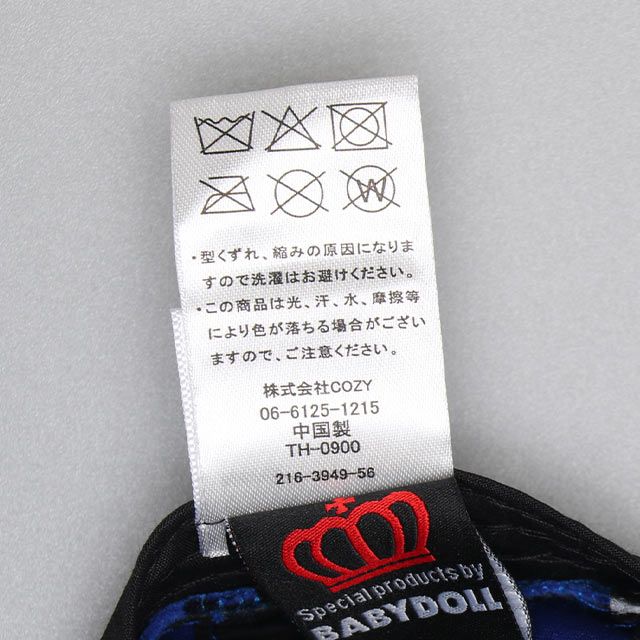 W
・型くずれ、縮みの原因になりま
すので洗濯はお避けください。
・この商品は光、汗、水、摩擦等
により色が落ちる場合がござい
ますので、ご注意ください。
株式会社COZY
06-6125-1215
中国製
TH-0900
216-3949-56
Special products by
BABYDOLL